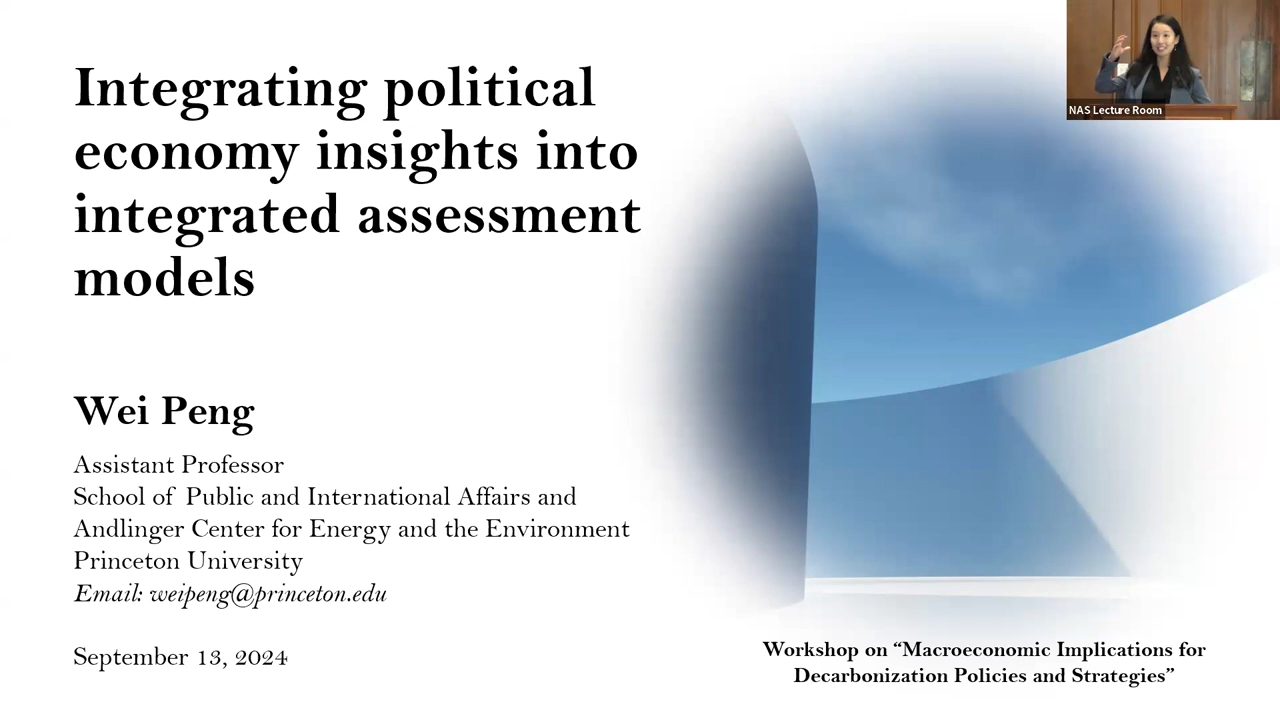 Integrating political
economy insights into
integrated assessment
models
Wei Peng
Assistant Professor
School of Public and International Affairs and
Andlinger Center for Energy and the Environment
Princeton University
Email: weipeng@princeton.edu
September 13, 2024
NAS Lecture Room
Workshop on “Macroeconomic Implications for
Decarbonization Policies and Strategies”